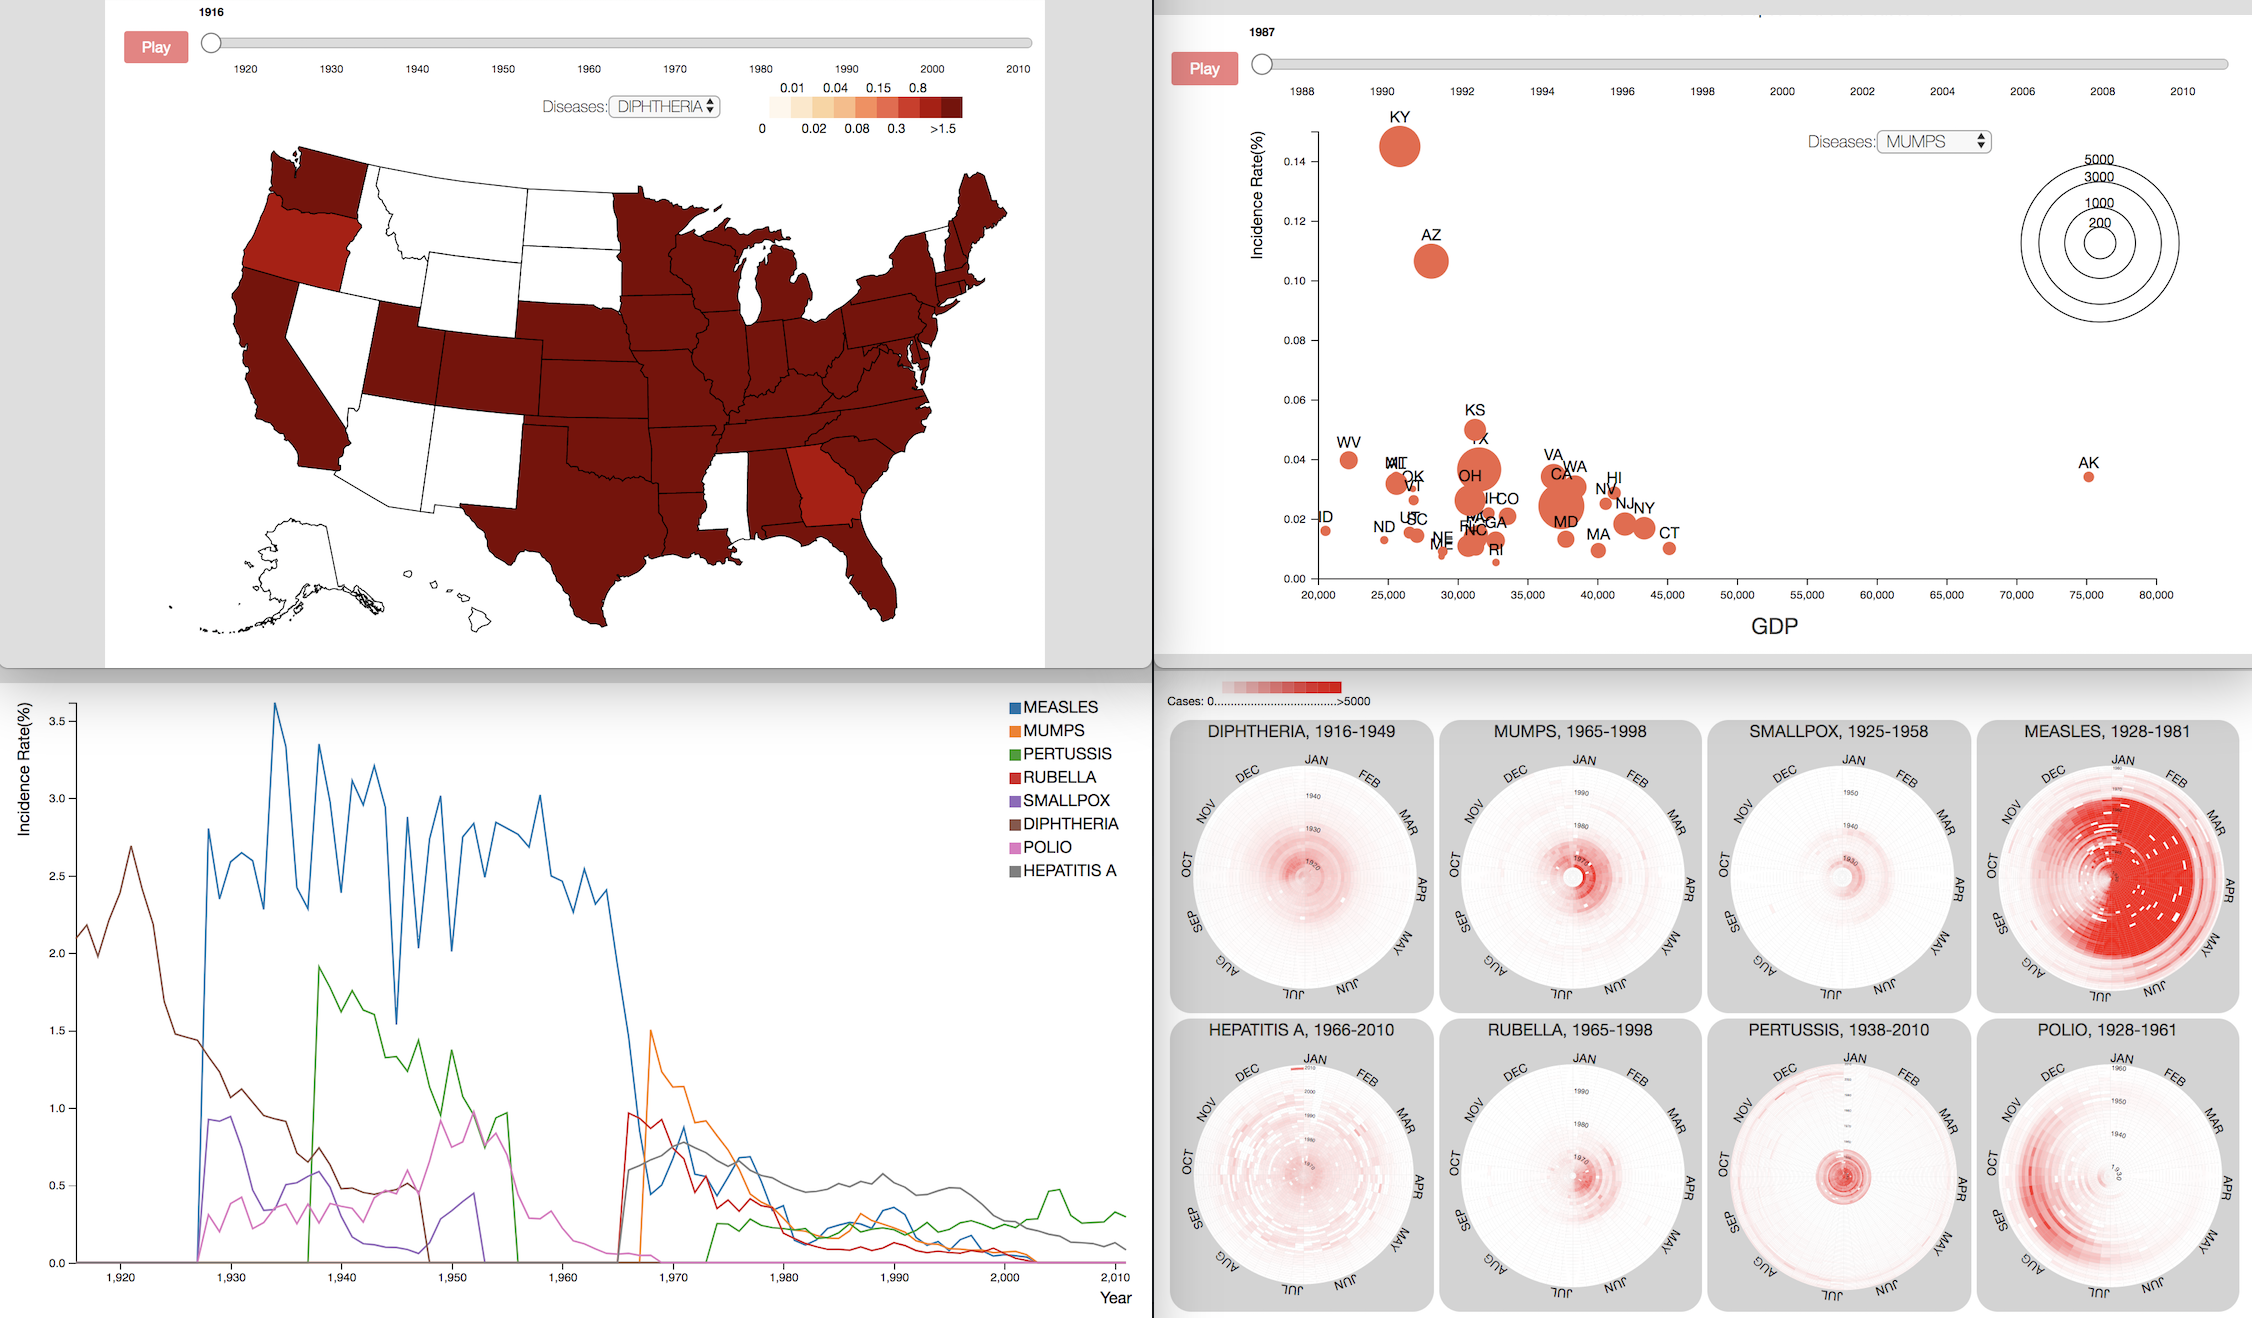 1916
Play
1920 1930 1940 1950 1960 1970 1980 1990 2000 2010
Diseases: DIPHTHERIA
0.01 0.04 0.15 0.8
0 0.02 0.08 0.3 >1.5
1987
Play
1988 1990 1992 1994 1996 1998 2000 2002 2004 2006 2008 2010
Diseases: MUMPS
5000
3000
1000
200
Incidence Rate(%)
0.14
0.12
0.10
0.08
0.06
0.04
0.02
0.00
KY
AZ
KS
TX
WV
VA
WA
CA
AK
OH
OK
VT
HI
NV
CO
NJ
NY
ID
ND
UT
SC
GA
MD
MA
CT
NC
NE
ME
RI
20,000 25,000 30,000 35,000 40,000 45,000 50,000 55,000 60,000 65,000 70,000 75,000 80,000
GDP
Incidence Rate(%)
3.5
3.0
2.5
2.0
1.5
1.0
0.5
0.0
MEASLES
MUMPS
PERTUSSIS
RUBELLA
SMALLPOX
DIPHTHERIA
POLIO
HEPATITIS A
1,920 1,930 1,940 1,950 1,960 1,970 1,980 1,990 2,000 2,010
Year
Cases: 0 >5000
DIPHTHERIA, 1916-1949
JAN FEB MAR APR MAY JUN JUL AUG SEP OCT NOV DEC
1940
1930
1920
MUMPS, 1965-1998
JAN FEB MAR APR MAY JUN JUL AUG SEP OCT NOV DEC
1990
1980
1970
SMALLPOX, 1925-1958
JAN FEB MAR APR MAY JUN JUL AUG SEP OCT NOV DEC
1950
1940
1930
MEASLES, 1928-1981
JAN FEB MAR APR MAY JUN JUL AUG SEP OCT NOV DEC
HEPATITIS A, 1966-2010
JAN FEB MAR APR MAY JUN JUL AUG SEP OCT NOV DEC
2010
2000
1990
1980
1970
RUBELLA, 1965-1998
JAN FEB MAR APR MAY JUN JUL AUG SEP OCT NOV DEC
1990
1980
1970
PERTUSSIS, 1938-2010
JAN FEB MAR APR MAY JUN JUL AUG SEP OCT NOV DEC
POLIO, 1928-1961
JAN FEB MAR APR MAY JUN JUL AUG SEP OCT NOV DEC
1960
1950
1940
1930